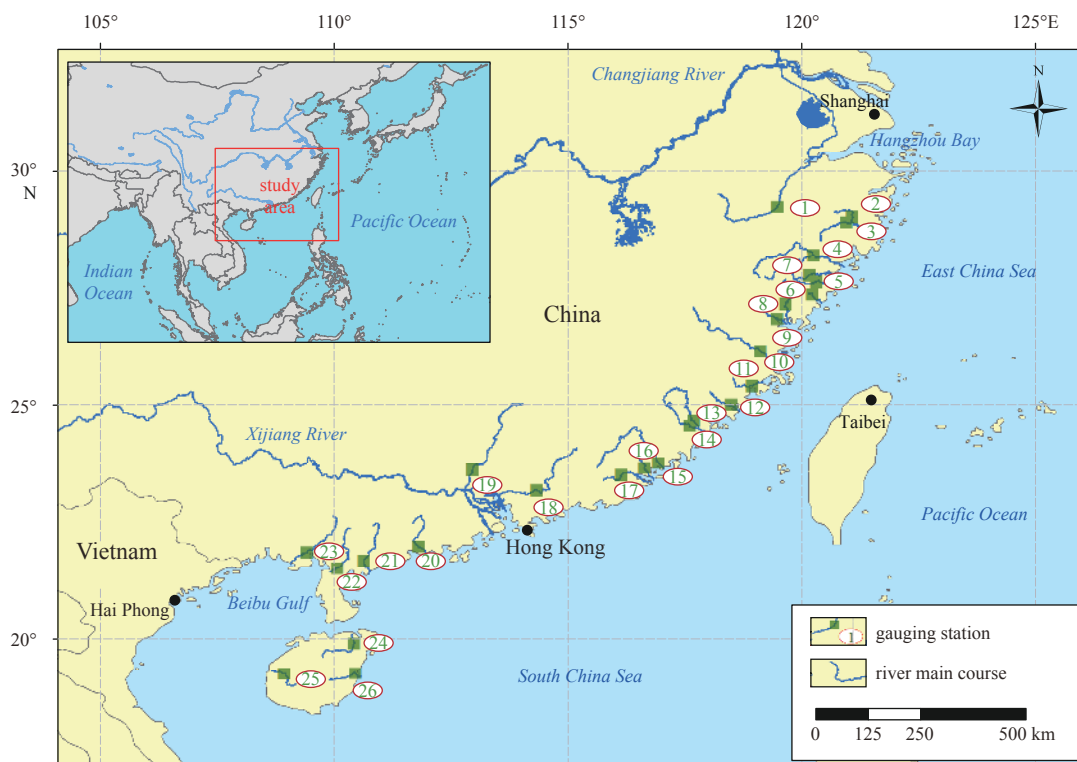 105°
110°
115°
120°
125°
30°
N
25°
20°
study
area
Pacific Ocean
Indian
Ocean
Changjiang River
Shanghai
Hangzhou Bay
N
1
2
3
4
7
5
6
8
East China Sea
China
9
10
11
12
13
14
Taibei
Xijiang River
16
15
17
19
18
Pacific Ocean
Hong Kong
Vietnam
23
21
20
22
Hai Phong
Beibu Gulf
24
25
26
South China Sea
1
gauging station
river main course
0
125
250
500 km